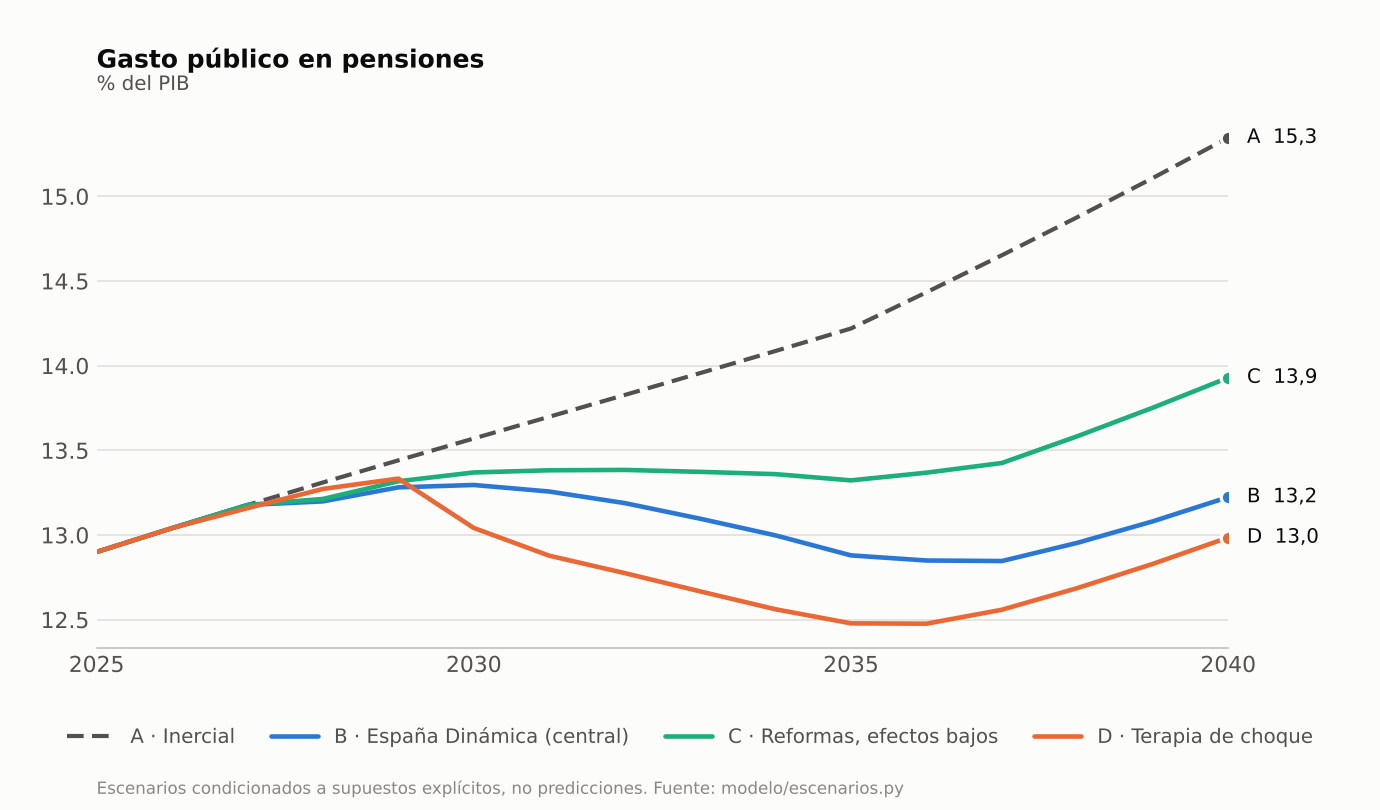 Gasto público en pensiones
% del PIB
A 15,3
15.0
14.5
14.0
C 13,9
13.5
B 13,2
13.0
D 13,0
12.5
2025 2030 2035 2040
A · Inercial B · España Dinámica (central) C · Reformas, efectos bajos D · Terapia de choque
Escenarios condicionados a supuestos explícitos, no predicciones. Fuente: modelo/escenarios.py